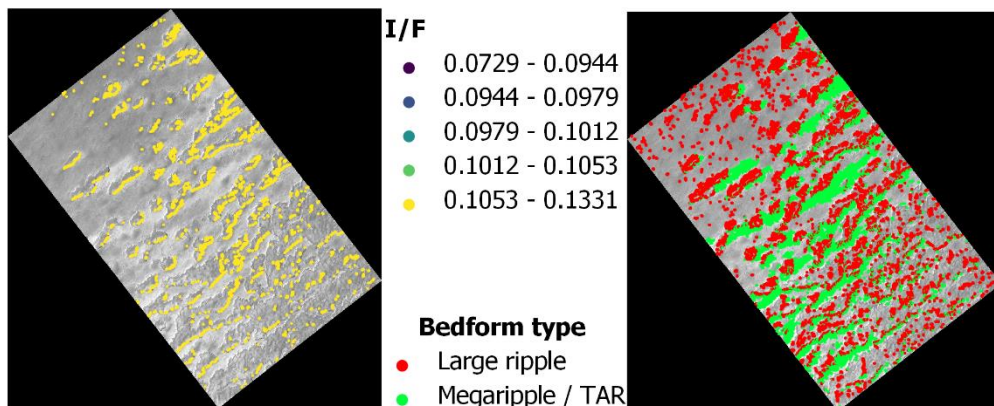 I/F
0.0729 - 0.0944
0.0944 - 0.0979
0.0979 - 0.1012
0.1012 - 0.1053
0.1053 - 0.1331
Bedform type
Large ripple
Megaripple / TAR